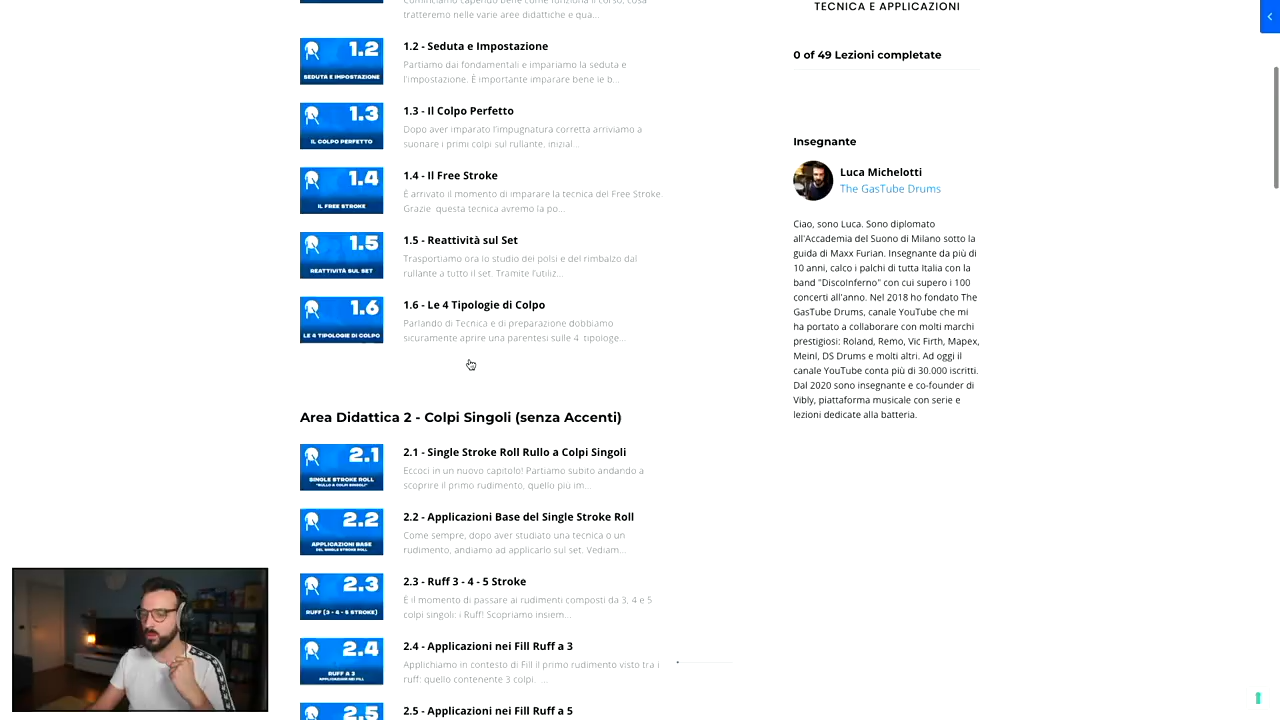 Cominciamo capendo bene come funziona il corso, cosa
tratteremo nelle varie aree didattiche e qua...
1.2
SEDUTA E IMPOSTAZIONE
1.2 - Seduta e Impostazione
Partiamo dai fondamentali e impariamo la seduta e
l'impostazione. È importante imparare bene le b...
1.3
IL COLPO PERFETTO
1.3 - Il Colpo Perfetto
Dopo aver imparato l'impugnatura corretta arriviamo a
suonare i primi colpi sul rullante, inizial...
1.4
IL FREE STROKE
1.4 - Il Free Stroke
È arrivato il momento di imparare la tecnica del Free Stroke.
Grazie questa tecnica avremo la po...
1.5
REATTIVITÀ SUL SET
1.5 - Reattività sul Set
Trasportiamo ora lo studio dei polsi e del rimbalzo dal
rullante a tutto il set. Tramite l'utiliz...
1.6
LE 4 TIPOLOGIE DI COLPO
1.6 - Le 4 Tipologie di Colpo
Parlando di Tecnica e di preparazione dobbiamo
sicuramente aprire una parentesi sulle 4 tipologe...
Area Didattica 2 - Colpi Singoli (senza Accenti)
2.1
SINGLE STROKE ROLL
"RULLO A COLPI SINGOLI"
2.1 - Single Stroke Roll Rullo a Colpi Singoli
Eccoci in un nuovo capitolo! Partiamo subito andando a
scoprire il primo rudimento, quello più im...
2.2
APPLICAZIONI BASE
DEL SINGLE STROKE ROLL
2.2 - Applicazioni Base del Single Stroke Roll
Come sempre, dopo aver studiato una tecnica o un
rudimento, andiamo ad applicarlo sul set. Vediam...
2.3
RUFF (3 - 4 - 5 STROKE)
2.3 - Ruff 3 - 4 - 5 Stroke
È il momento di passare ai rudimenti composti da 3, 4 e 5
colpi singoli: i Ruff! Scopriamo insiem...
2.4
RUFF A 3
APPLICAZIONI NEI FILL
2.4 - Applicazioni nei Fill Ruff a 3
Applichiamo in contesto di Fill il primo rudimento visto tra i
ruff: quello contenente 3 colpi. ...
2.5
2.5 - Applicazioni nei Fill Ruff a 5
TECNICA E APPLICAZIONI
0 of 49 Lezioni completate
Insegnante
Luca Michelotti
The GasTube Drums
Ciao, sono Luca. Sono diplomato
all'Accademia del Suono di Milano sotto la
guida di Maxx Furian. Insegnante da più di
10 anni, calco i palchi di tutta Italia con la
band "DiscoInferno" con cui supero i 100
concerti all'anno. Nel 2018 ho fondato The
GasTube Drums, canale YouTube che mi
ha portato a collaborare con molti marchi
prestigiosi: Roland, Remo, Vic Firth, Mapex,
Meinl, DS Drums e molti altri. Ad oggi il
canale YouTube conta più di 30.000 iscritti.
Dal 2020 sono insegnante e co-founder di
Vibly, piattaforma musicale con serie e
lezioni dedicate alla batteria.